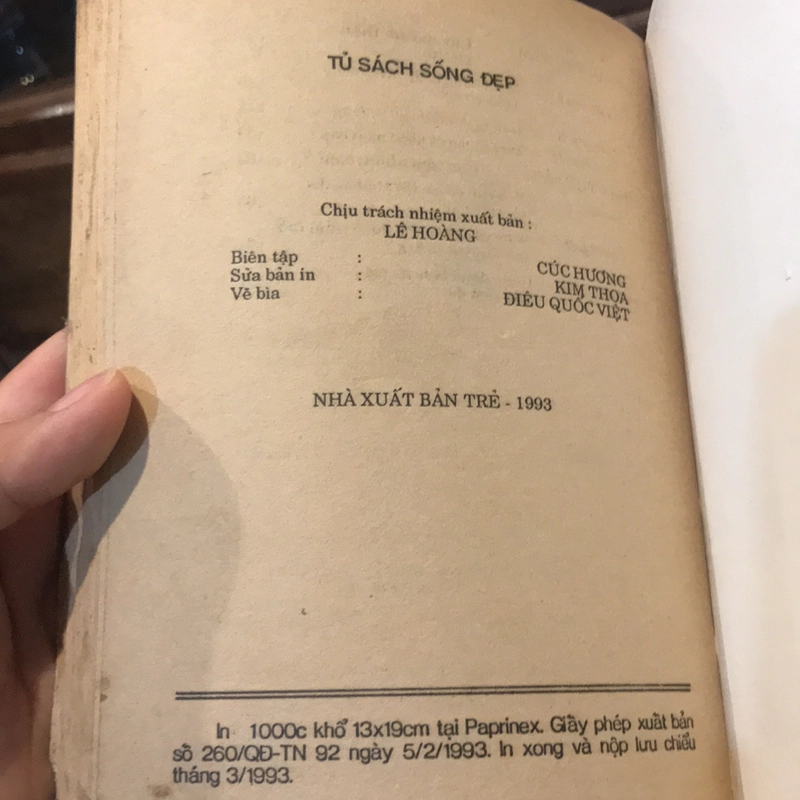 TỦ SÁCH SỐNG ĐẸP
Chịu trách nhiệm xuất bản :
LÊ HOÀNG
Biên tập : CÚC HƯƠNG
Sửa bản in : KIM THOA
Vẽ bìa : ĐIÊU QUỐC VIỆT
NHÀ XUẤT BẢN TRẺ - 1993
In 1000c khổ 13x19cm tại Paprinex. Giầy phép xuất bản
số 260/QĐ-TN 92 ngày 5/2/1993. In xong và nộp lưu chiểu
tháng 3/1993.